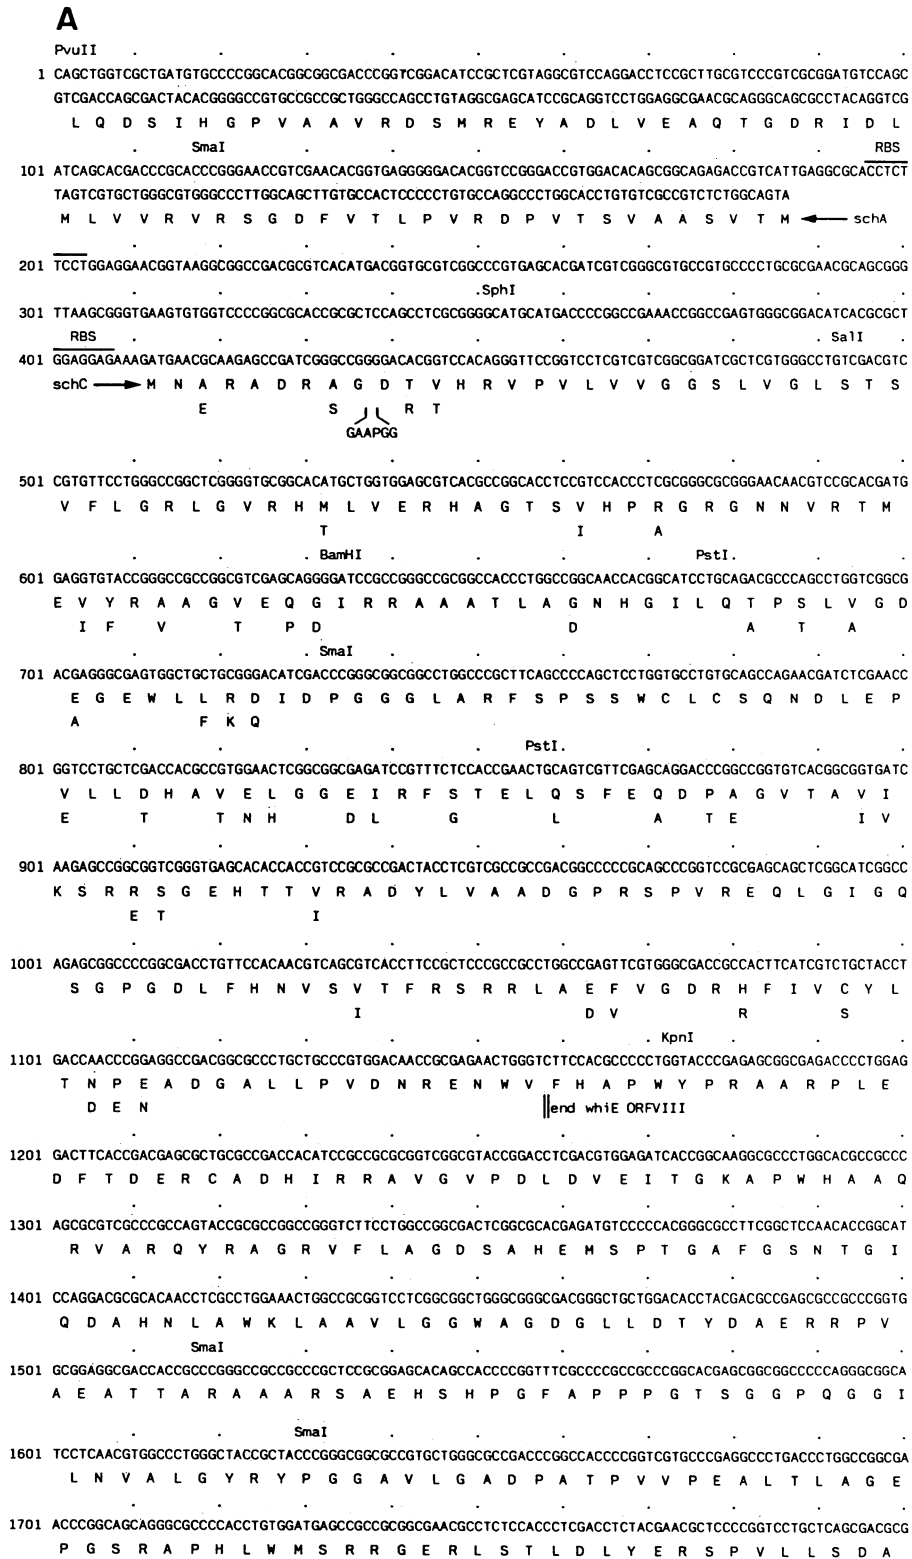 A
PvuII
1 CAGCTGGTCGCTGATGTGCCCCGGCACGGCGGCGACCCGGTCGGACATCCGCTCGTAGGCGTCCAGGACCTCCGCTTGCGTCCCGTCGCGGATGTCCAGC
GTCGACCAGCGACTACACGGGGCCGTGCCGCCGCTGGGCCAGCCTGTAGGCGAGCATCCGCAGGTCCTGGAGGCGAACGCAGGGCAGCGCCTACAGGTCG
L Q D S I H G P V A A V R D S M R E Y A D L V E A Q T G D R I D L
SmaI RBS
101 ATCAGCACGACCCGCACCCGGGAACCGTCGAACACGGTGAGGGGGACACGGTCCGGGACCGTGGACACAGCGGCAGAGACCGTCATTGAGGCGCACCTCT
TAGTCGTGCTGGGCGTGGGCCCTTGGCAGCTTGTGCCACTCCCCCTGTGCCAGGCCCTGGCACCTGTGTCGCCGTCTCTGGCAGTA
M L V V R V R S G D F V T L P V R D P V T S V A A S V T M schA
201 TCCTGGAGGAACGGTAAGGCGGCCGACGCGTCACATGACGGTGCGTCGGCCCGTGAGCACGATCGTCGGGCGTGCCGTGCCCCTGCGCGAACGCAGCGGG
SphI
301 TTAAGCGGGTGAAGTGTGGTCCCCGGCGCACCGCGCTCCAGCCTCGCGGGGCATGCATGACCCCGGCCGAAACCGGCCGAGTGGGCGGACATCACGCGCT
RBS SalI
401 GGAGGAGAAAGATGAACGCAAGAGCCGATCGGGCCGGGGACACGGTCCACAGGGTTCCGGTCCTCGTCGTCGGCGGATCGCTCGTGGGCCTGTCGACGTC
schC M N A R A D R A G D T V H R V P V L V V G G S L V G L S T S
E S R T
GAAPGG
501 CGTGTTCCTGGGCCGGCTCGGGGTGCGGCACATGCTGGTGGAGCGTCACGCCGGCACCTCCGTCCACCCTCGCGGGCGCGGGAACAACGTCCGCACGATG
V F L G R L G V R H M L V E R H A G T S V H P R G R G N N V R T M
T I A
BamHI PstI
601 GAGGTGTACCGGGCCGCCGGCGTCGAGCAGGGGATCCGCCGGGCCGCGGCCACCCTGGCCGGCAACCACGGCATCCTGCAGACGCCCAGCCTGGTCGGCG
E V Y R A A G V E Q G I R R A A A T L A G N H G I L Q T P S L V G D
I F V T P D D A T A
SmaI
701 ACGAGGGCGAGTGGCTGCTGCGGGACATCGACCCGGGCGGCGGCCTGGCCCGCTTCAGCCCCAGCTCCTGGTGCCTGTGCAGCCAGAACGATCTCGAACC
E G E W L L R D I D P G G G L A R F S P S S W C L C S Q N D L E P
A F K Q
PstI
801 GGTCCTGCTCGACCACGCCGTGGAACTCGGCGGCGAGATCCGTTTCTCCACCGAACTGCAGTCGTTCGAGCAGGACCCGGCCGGTGTCACGGCGGTGATC
V L L D H A V E L G G E I R F S T E L Q S F E Q D P A G V T A V I
E T T N H D L G L A T E I V
901 AAGAGCCGGCGGTCGGGTGAGCACACCACCGTCCGCGCCGACTACCTCGTCGCCGCCGACGGCCCCCGCAGCCCGGTCCGCGAGCAGCTCGGCATCGGCC
K S R R S G E H T T V R A D Y L V A A D G P R S P V R E Q L G I G Q
E T I
1001 AGAGCGGCCCCGGCGACCTGTTCCACAACGTCAGCGTCACCTTCCGCTCCCGCCGCCTGGCCGAGTTCGTGGGCGACCGCCACTTCATCGTCTGCTACCT
S G P G D L F H N V S V T F R S R R L A E F V G D R H F I V C Y L
I D V R S
KpnI
1101 GACCAACCCGGAGGCCGACGGCGCCCTGCTGCCCGTGGACAACCGCGAGAACTGGGTCTTCCACGCCCCCTGGTACCCGAGAGCGGCGAGACCCCTGGAG
T N P E A D G A L L P V D N R E N W V F H A P W Y P R A A R P L E
D E N end whiE ORFVIII
1201 GACTTCACCGACGAGCGCTGCGCCGACCACATCCGCCGCGCGGTCGGCGTACCGGACCTCGACGTGGAGATCACCGGCAAGGCGCCCTGGCACGCCGCCC
D F T D E R C A D H I R R A V G V P D L D V E I T G K A P W H A A Q
1301 AGCGCGTCGCCCGCCAGTACCGCGCCGGCCGGGTCTTCCTGGCCGGCGACTCGGCGCACGAGATGTCCCCCACGGGCGCCTTCGGCTCCAACACCGGCAT
R V A R Q Y R A G R V F L A G D S A H E M S P T G A F G S N T G I
1401 CCAGGACGCGCACAACCTCGCCTGGAAACTGGCCGCGGTCCTCGGCGGCTGGGCGGGCGACGGGCTGCTGGACACCTACGACGCCGAGCGCCGCCCGGTG
Q D A H N L A W K L A A V L G G W A G D G L L D T Y D A E R R P V
SmaI
1501 GCGGAGGCGACCACCGCCCGGGCCGCCGCCCGCTCCGCGGAGCACAGCCACCCCGGTTTCGCCCCGCCGCCCGGCACGAGCGGCGGCCCCCAGGGCGGCA
A E A T T A R A A A R S A E H S H P G F A P P P G T S G G P Q G G I
SmaI
1601 TCCTCAACGTGGCCCTGGGCTACCGCTACCCGGGCGGCGCCGTGCTGGGCGCCGACCCGGCCACCCCGGTCGTGCCCGAGGCCCTGACCCTGGCCGGCGA
L N V A L G Y R Y P G G A V L G A D P A T P V V P E A L T L A G E
1701 ACCCGGCAGCAGGGCGCCCCACCTGTGGATGAGCCGCCGCGGCGAACGCCTCTCCACCCTCGACCTCTACGAACGCTCCCCGGTCCTGCTCAGCGACGCG
P G S R A P H L W M S R R G E R L S T L D L Y E R S P V L L S D A